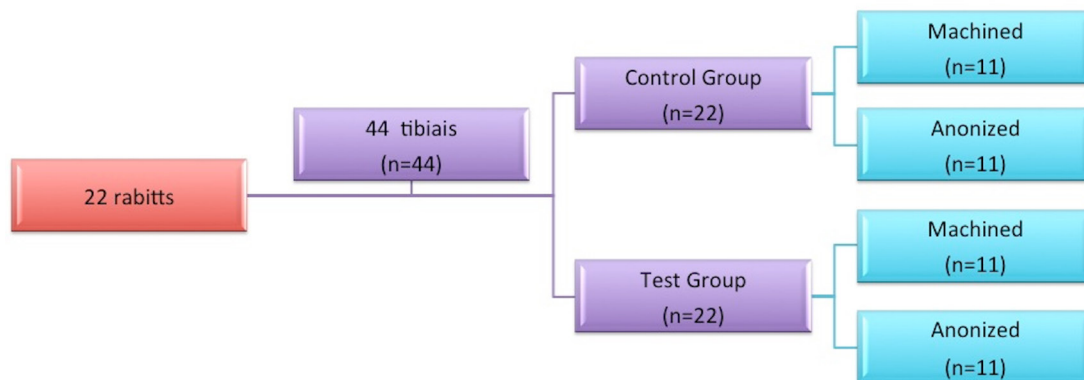 22 rabitts
44 tibiais
(n=44)
Control Group
(n=22)
Machined
(n=11)
Anonized
(n=11)
Test Group
(n=22)
Machined
(n=11)
Anonized
(n=11)